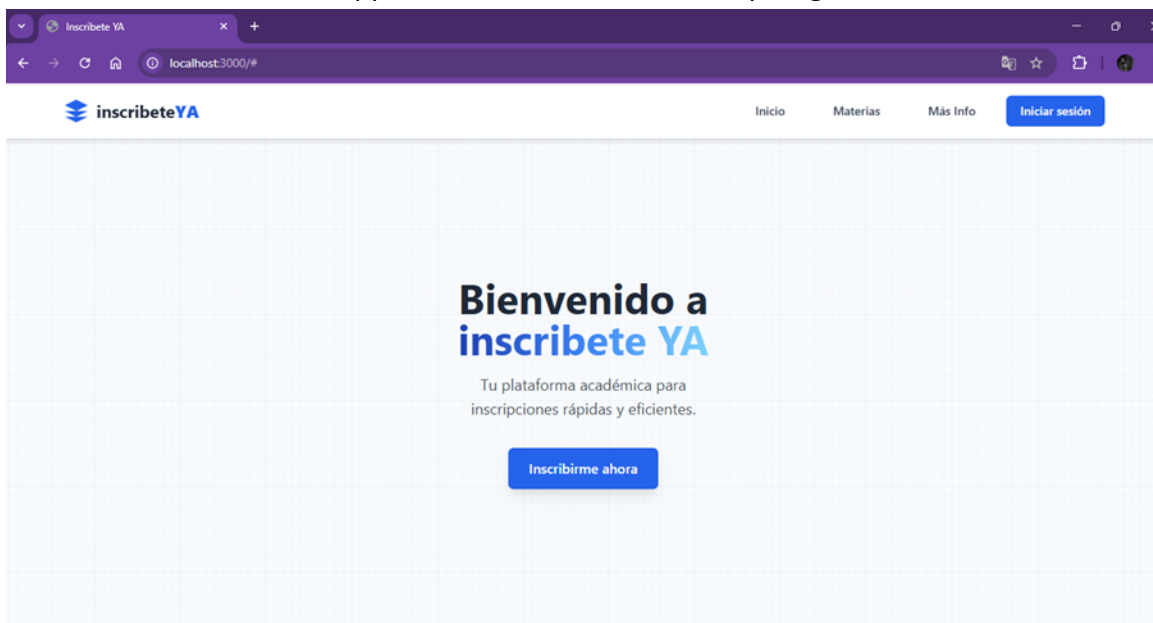 Inscribete YA
localhost:3000/#
inscribeteYA
Inicio Materias Más Info Iniciar sesión
Bienvenido a
inscribete YA
Tu plataforma académica para
inscripciones rápidas y eficientes.
Inscribirme ahora